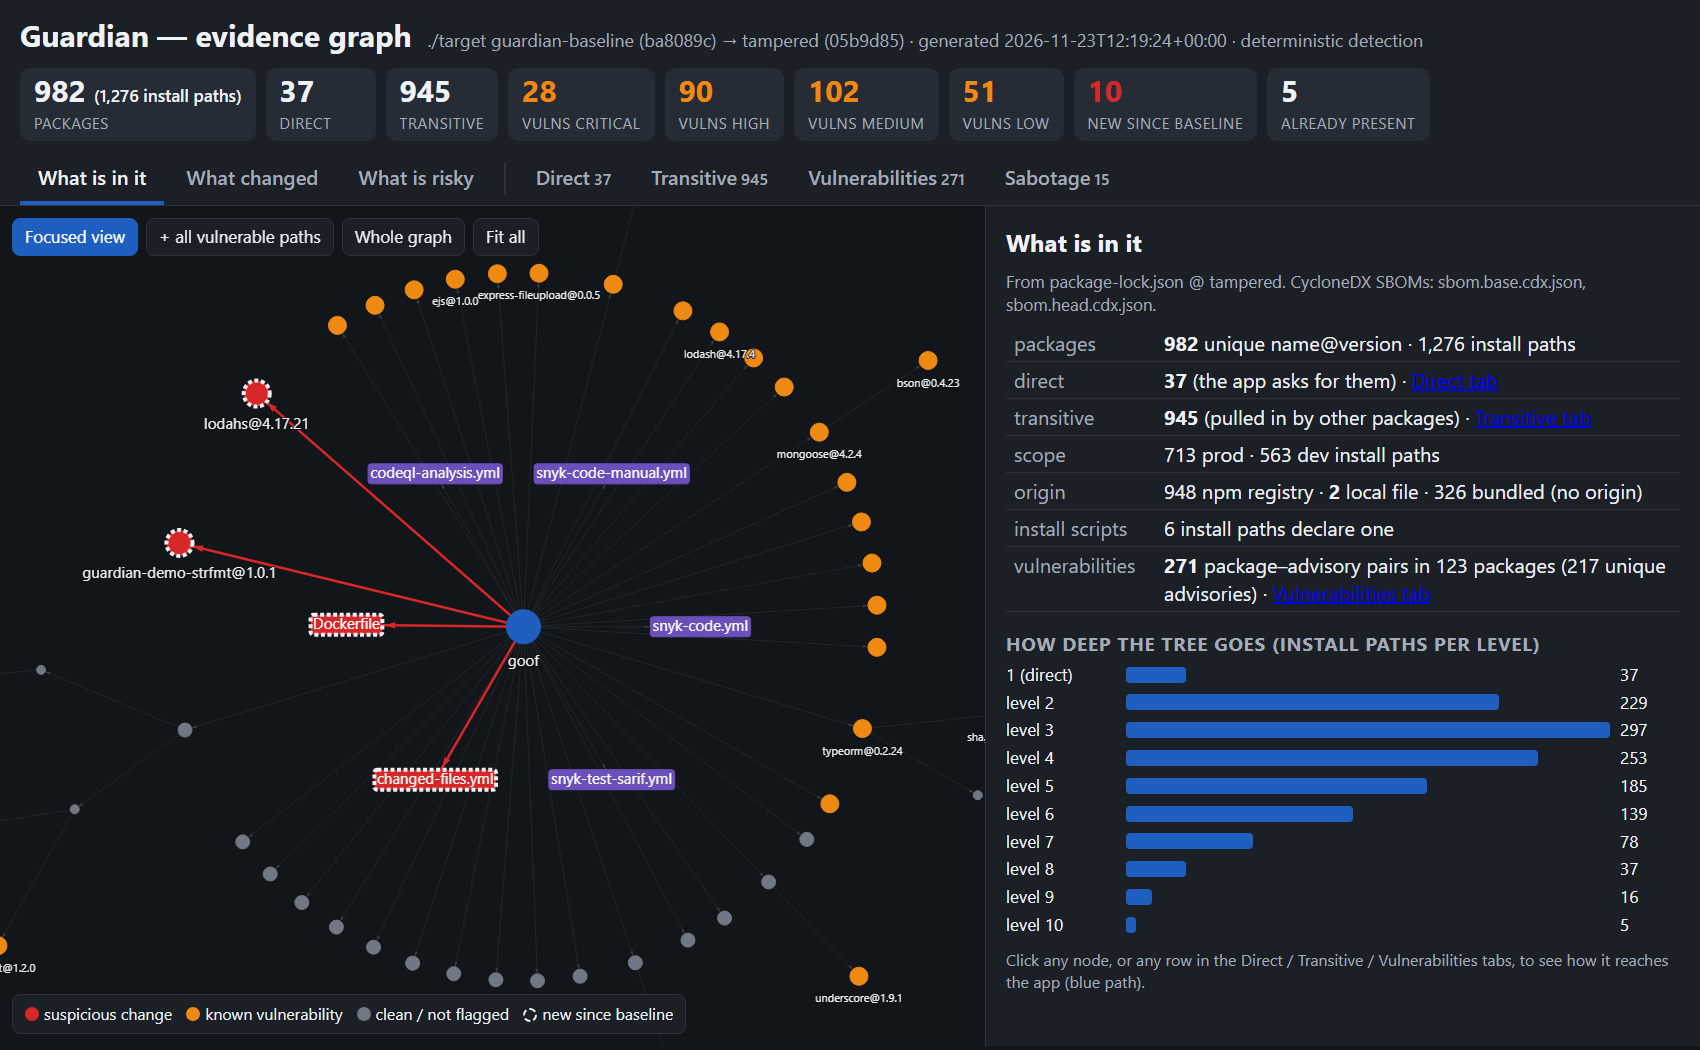 Guardian — evidence graph ./target guardian-baseline (ba8089c) → tampered (05b9d85) · generated 2026-11-23T12:19:24+00:00 · deterministic detection
982 (1,276 install paths)
PACKAGES
37
DIRECT
945
TRANSITIVE
28
VULNS CRITICAL
90
VULNS HIGH
102
VULNS MEDIUM
51
VULNS LOW
10
NEW SINCE BASELINE
5
ALREADY PRESENT
What is in it
What changed
What is risky
Direct 37
Transitive 945
Vulnerabilities 271
Sabotage 15
Focused view
+ all vulnerable paths
Whole graph
Fit all
ejs@1.0.0
express-fileupload@0.0.5
lodash@4.17.4
bson@0.4.23
lodahs@4.17.21
mongoose@4.2.4
codeql-analysis.yml
snyk-code-manual.yml
guardian-demo-strfmt@1.0.1
Dockerfile
snyk-code.yml
goof
typeorm@0.2.24
sha.
changed-files.yml
snyk-test-sarif.yml
t@1.2.0
underscore@1.9.1
suspicious change
known vulnerability
clean / not flagged
new since baseline
What is in it
From package-lock.json @ tampered. CycloneDX SBOMs: sbom.base.cdx.json,
sbom.head.cdx.json.
packages 982 unique name@version · 1,276 install paths
direct 37 (the app asks for them) · Direct tab
transitive 945 (pulled in by other packages) · Transitive tab
scope 713 prod · 563 dev install paths
origin 948 npm registry · 2 local file · 326 bundled (no origin)
install scripts 6 install paths declare one
vulnerabilities 271 package–advisory pairs in 123 packages (217 unique
advisories) · Vulnerabilities tab
HOW DEEP THE TREE GOES (INSTALL PATHS PER LEVEL)
1 (direct) 37
level 2 229
level 3 297
level 4 253
level 5 185
level 6 139
level 7 78
level 8 37
level 9 16
level 10 5
Click any node, or any row in the Direct / Transitive / Vulnerabilities tabs, to see how it reaches
the app (blue path).